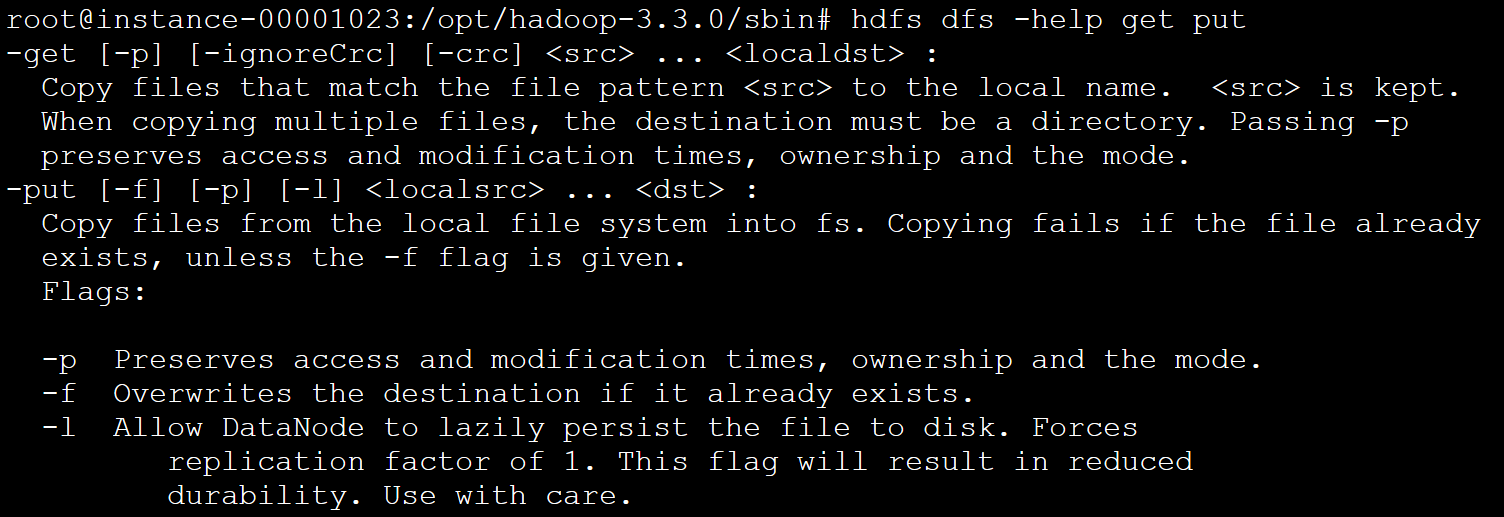 root@instance-00001023:/opt/hadoop-3.3.0/sbin# hdfs dfs -help get put
-get [-p] [-ignoreCrc] [-crc] <src> ... <localdst> :
  Copy files that match the file pattern <src> to the local name.  <src> is kept.
  When copying multiple files, the destination must be a directory. Passing -p
  preserves access and modification times, ownership and the mode.
-put [-f] [-p] [-l] <localsrc> ... <dst> :
  Copy files from the local file system into fs. Copying fails if the file already
  exists, unless the -f flag is given.
  Flags:

  -p  Preserves access and modification times, ownership and the mode.
  -f  Overwrites the destination if it already exists.
  -l  Allow DataNode to lazily persist the file to disk. Forces
         replication factor of 1. This flag will result in reduced
         durability. Use with care.